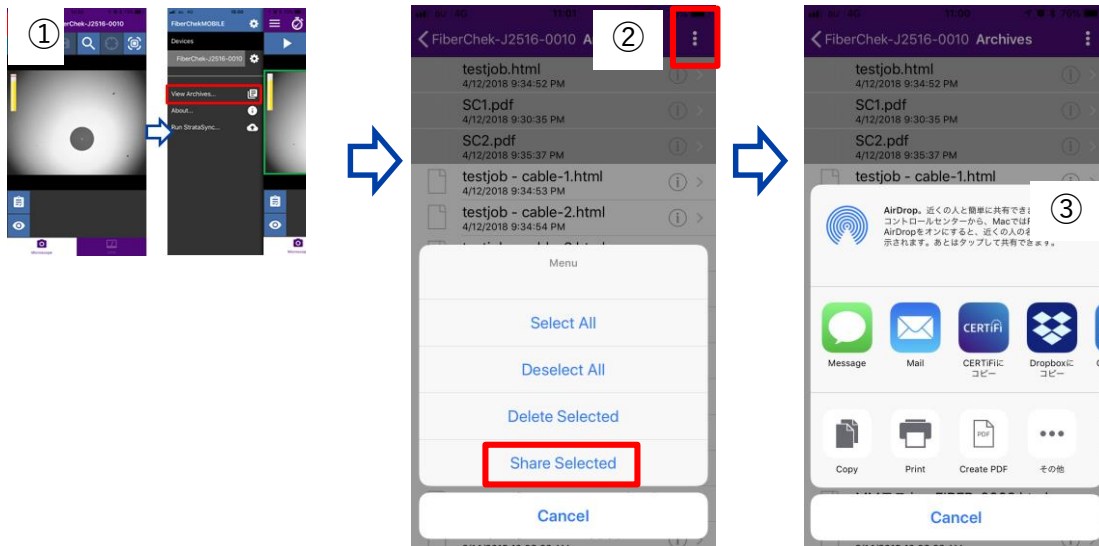 ①
erChek-J2516-0010
Microscope
FiberChekMOBILE
Devices
FiberChek-J2516-0010
View Archives...
About...
Run StrataSync...
②
11:01
FiberChek-J2516-0010 A
testjob.html
4/12/2018 9:34:52 PM
SC1.pdf
4/12/2018 9:30:35 PM
SC2.pdf
4/12/2018 9:35:37 PM
testjob - cable-1.html
4/12/2018 9:34:53 PM
testjob - cable-2.html
4/12/2018 9:34:54 PM
Menu
Select All
Deselect All
Delete Selected
Share Selected
Cancel
③
11:00
FiberChek-J2516-0010 Archives
testjob.html
4/12/2018 9:34:52 PM
SC1.pdf
4/12/2018 9:30:35 PM
SC2.pdf
4/12/2018 9:35:37 PM
testjob - cable-1.html
AirDrop。近くの人と簡単に共有でき
コントロールセンターから、Macでは
AirDropをオンにすると、近くの人の
示されます。あとはタップして共有できます。
Message
Mail
CERTiFi
CERTiFiに
コピー
Dropboxに
コピー
PDF
Copy
Print
Create PDF
その他
Cancel